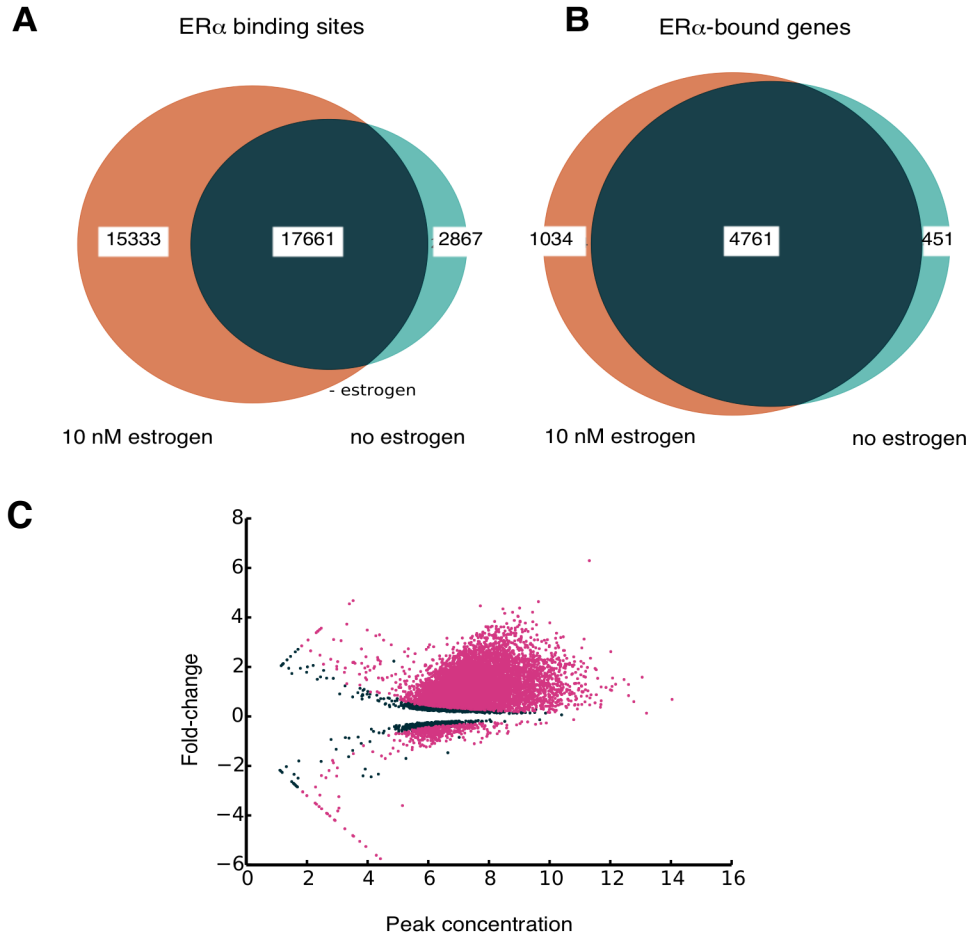 A
ERα binding sites
B
ERα-bound genes
15333
17661
2867
1034
4761
451
- estrogen
10 nM estrogen
no estrogen
10 nM estrogen
no estrogen
C
8
6
4
2
0
−2
−4
−6
Fold-change
0 2 4 6 8 10 12 14 16
Peak concentration